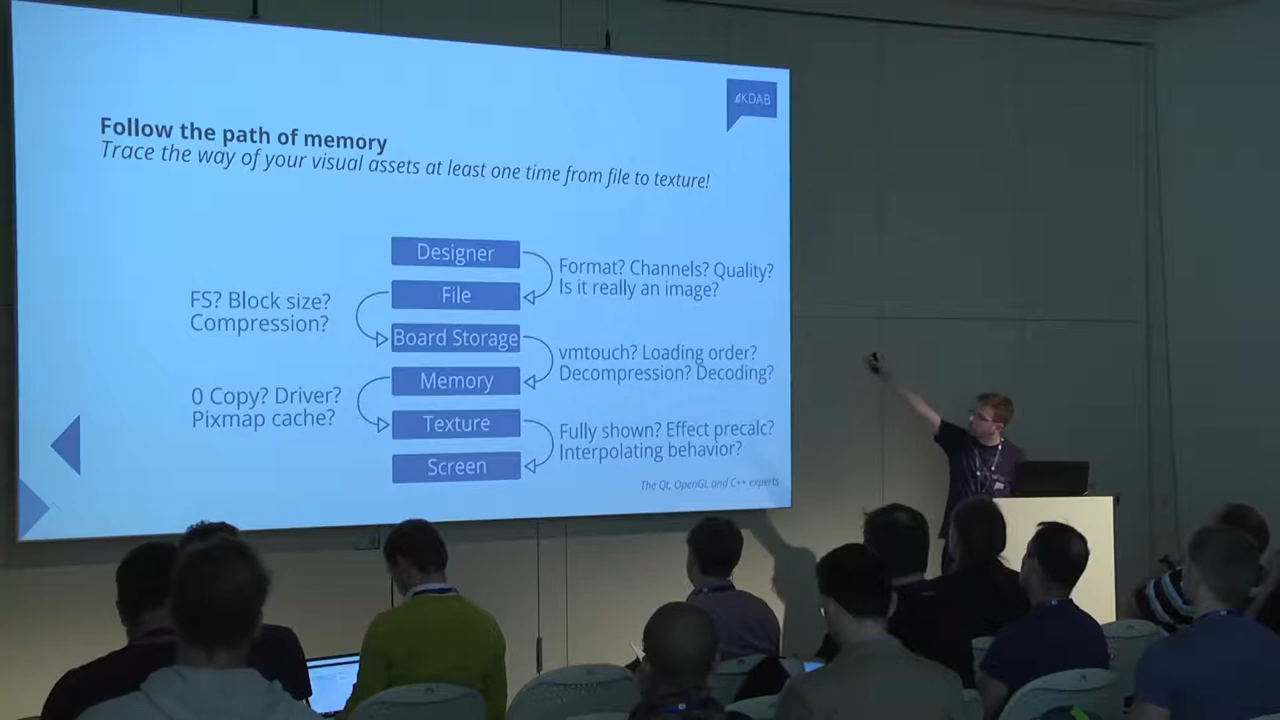 KDAB
Follow the path of memory
Trace the way of your visual assets at least one time from file to texture!
Designer
Format? Channels? Quality?
Is it really an image?
File
FS? Block size?
Compression?
Board Storage
vmtouch? Loading order?
Decompression? Decoding?
Memory
0 Copy? Driver?
Pixmap cache?
Texture
Fully shown? Effect precalc?
Interpolating behavior?
Screen
The Qt, OpenGL and C++ experts